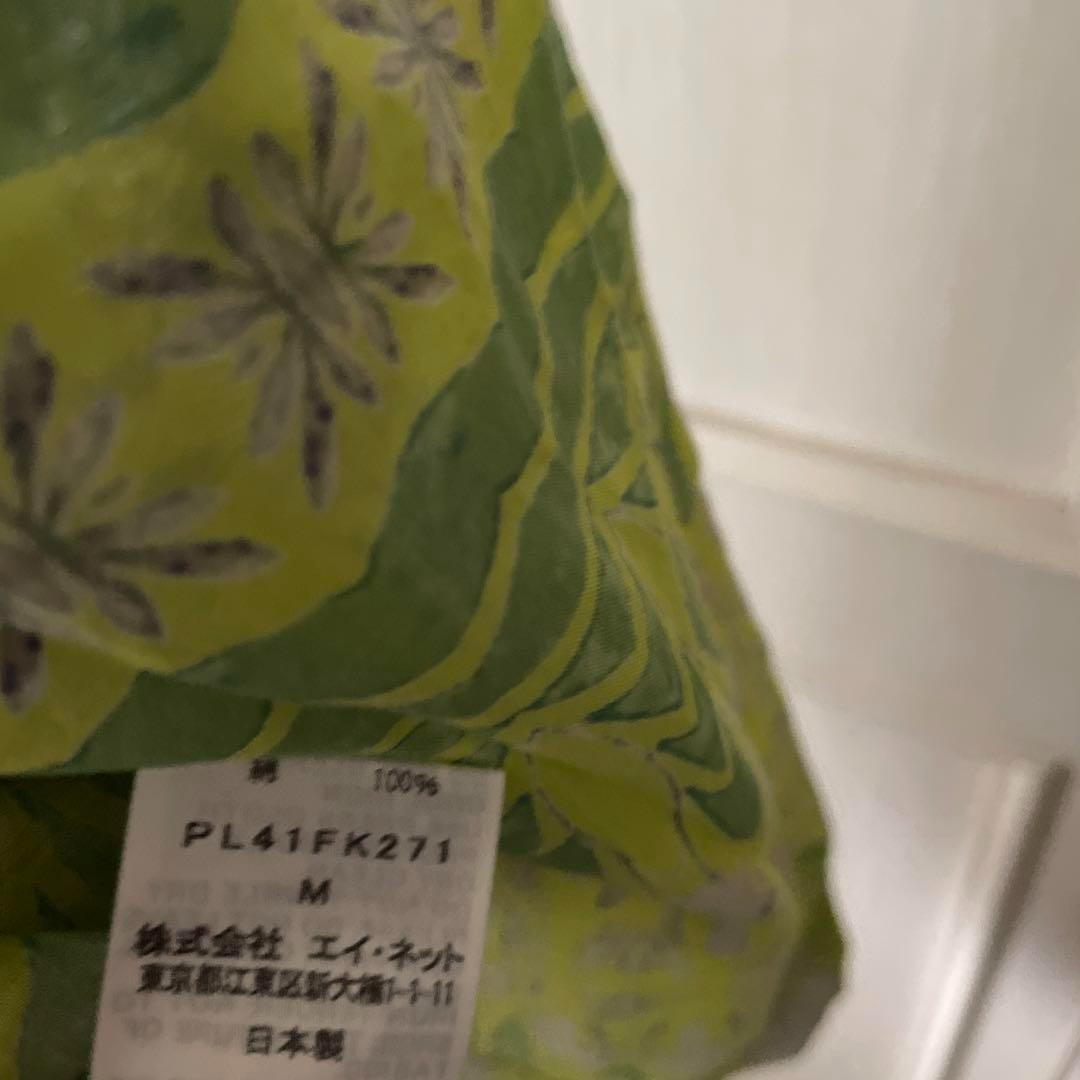 綿 100%
PL41FK271
M
株式会社 エイ・ネット
東京都江東区新大橋1-1-11
日本製